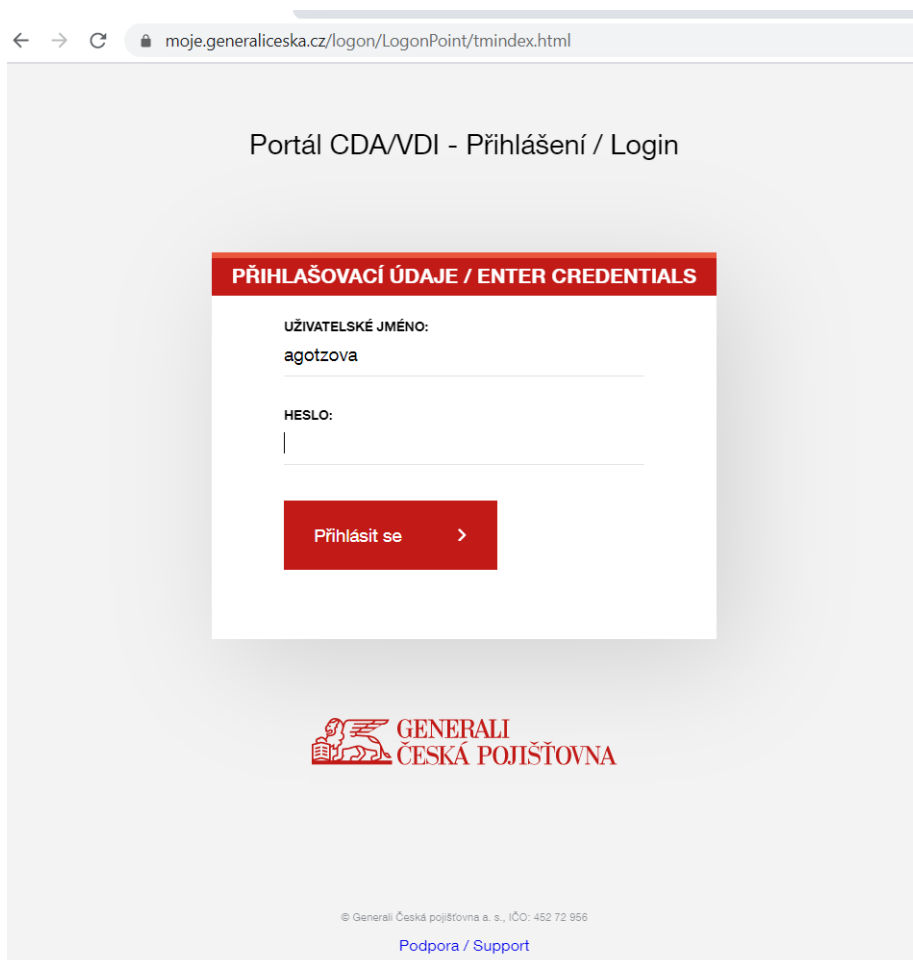 moje.generaliceska.cz/logon/LogonPoint/tmindex.html
Portál CDA/VDI - Přihlášení / Login
PŘIHLAŠOVACÍ ÚDAJE / ENTER CREDENTIALS
UŽIVATELSKÉ JMÉNO:
agotzova
HESLO:
Přihlásit se
GENERALI
ČESKÁ POJIŠŤOVNA
© Generali Česká pojišťovna a. s., IČO: 452 72 956
Podpora / Support